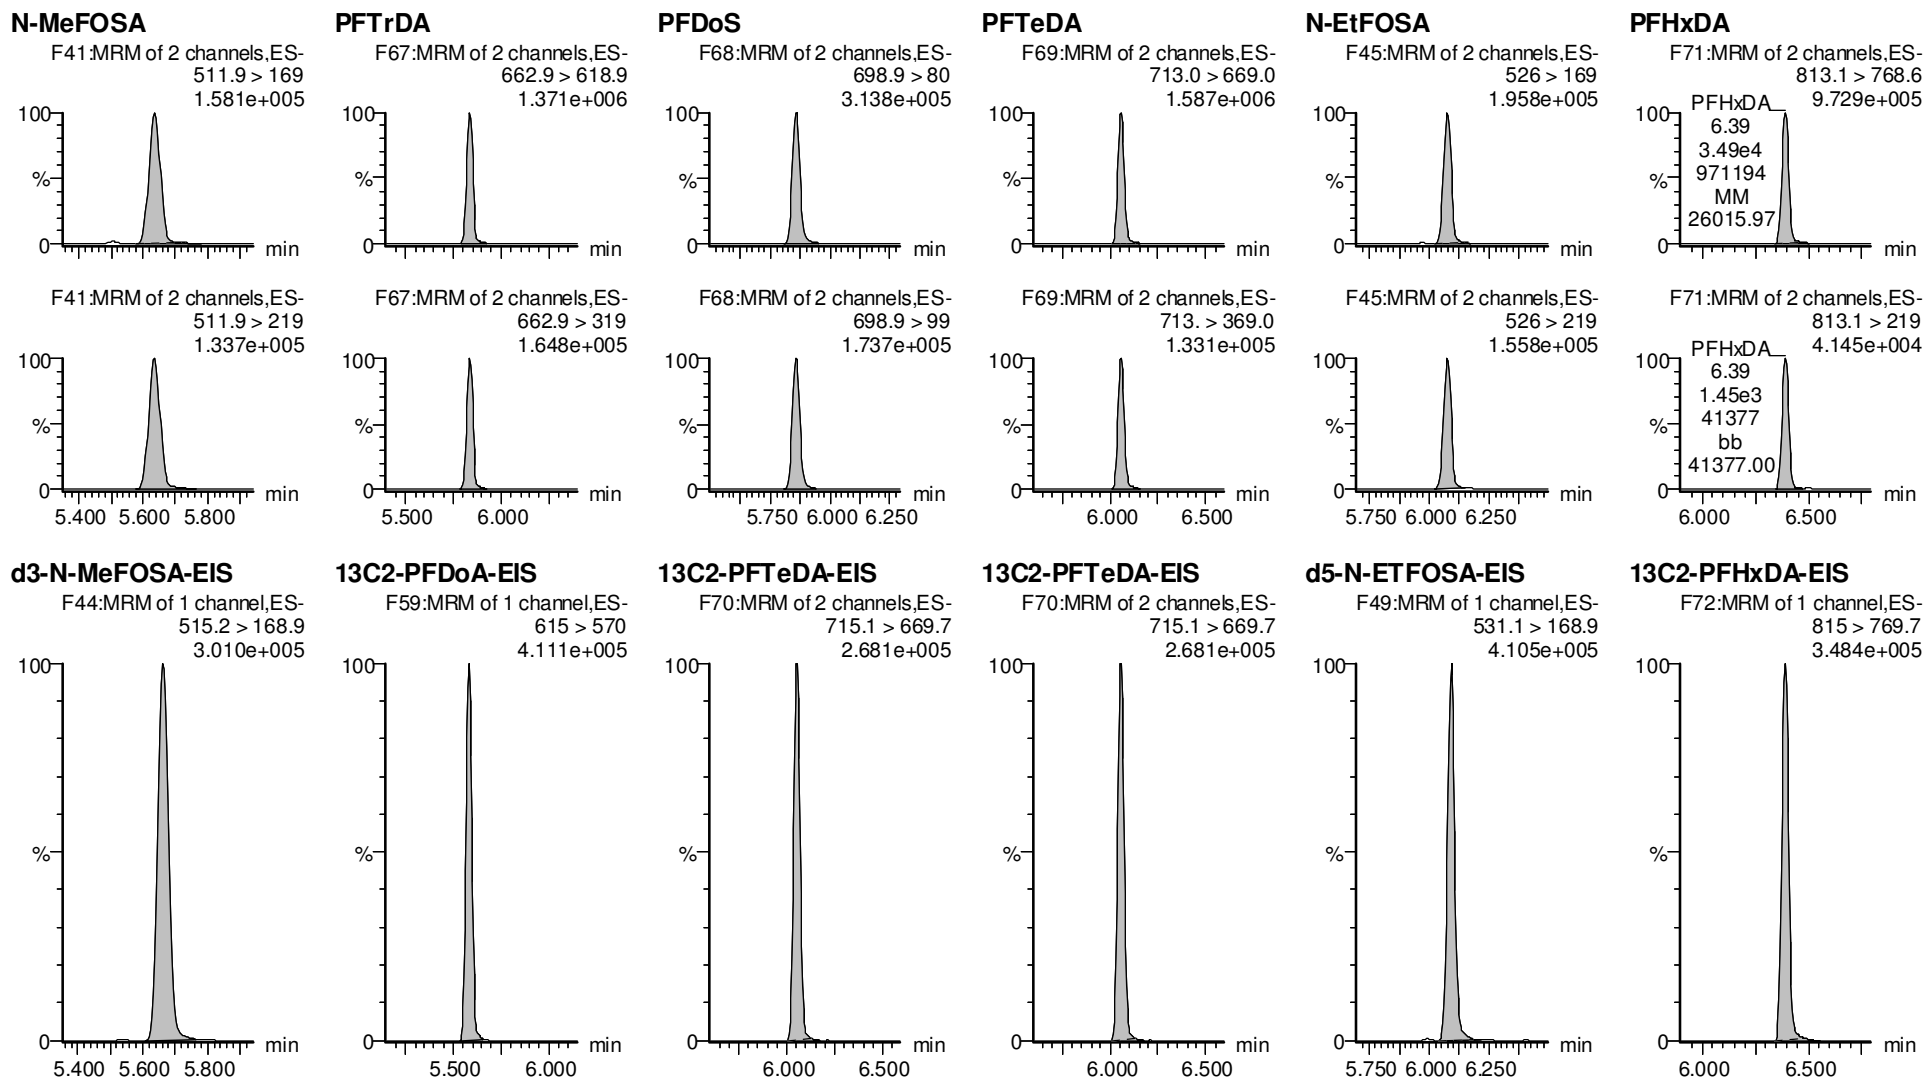 N-MeFOSA
F41:MRM of 2 channels,ES-
511.9 > 169
1.581e+005
100
%
0
min
F41:MRM of 2 channels,ES-
511.9 > 219
1.337e+005
100
%
0
min
5.400 5.600 5.800
PFTrDA
F67:MRM of 2 channels,ES-
662.9 > 618.9
1.371e+006
100
%
0
min
F67:MRM of 2 channels,ES-
662.9 > 319
1.648e+005
100
%
0
min
5.500 6.000
PFDoS
F68:MRM of 2 channels,ES-
698.9 > 80
3.138e+005
100
%
0
min
F68:MRM of 2 channels,ES-
698.9 > 99
1.737e+005
100
%
0
min
5.750 6.000 6.250
PFTeDA
F69:MRM of 2 channels,ES-
713.0 > 669.0
1.587e+006
100
%
0
min
F69:MRM of 2 channels,ES-
713. > 369.0
1.331e+005
100
%
0
min
6.000 6.500
N-EtFOSA
F45:MRM of 2 channels,ES-
526 > 169
1.958e+005
100
%
0
min
F45:MRM of 2 channels,ES-
526 > 219
1.558e+005
100
%
0
min
5.750 6.000 6.250
PFHxDA
F71:MRM of 2 channels,ES-
813.1 > 768.6
9.729e+005
100
%
0
PFHxDA
6.39
3.49e4
971194
MM
26015.97
min
F71:MRM of 2 channels,ES-
813.1 > 219
4.145e+004
100
%
0
PFHxDA
6.39
1.45e3
41377
bb
41377.00
min
6.000 6.500
d3-N-MeFOSA-EIS
F44:MRM of 1 channel,ES-
515.2 > 168.9
3.010e+005
100
%
0
min
5.400 5.600 5.800
13C2-PFDoA-EIS
F59:MRM of 1 channel,ES-
615 > 570
4.111e+005
100
%
0
min
5.500 6.000
13C2-PFTeDA-EIS
F70:MRM of 2 channels,ES-
715.1 > 669.7
2.681e+005
100
%
0
min
6.000 6.500
13C2-PFTeDA-EIS
F70:MRM of 2 channels,ES-
715.1 > 669.7
2.681e+005
100
%
0
min
6.000 6.500
d5-N-ETFOSA-EIS
F49:MRM of 1 channel,ES-
531.1 > 168.9
4.105e+005
100
%
0
min
5.750 6.000 6.250
13C2-PFHxDA-EIS
F72:MRM of 1 channel,ES-
815 > 769.7
3.484e+005
100
%
0
min
6.000 6.500